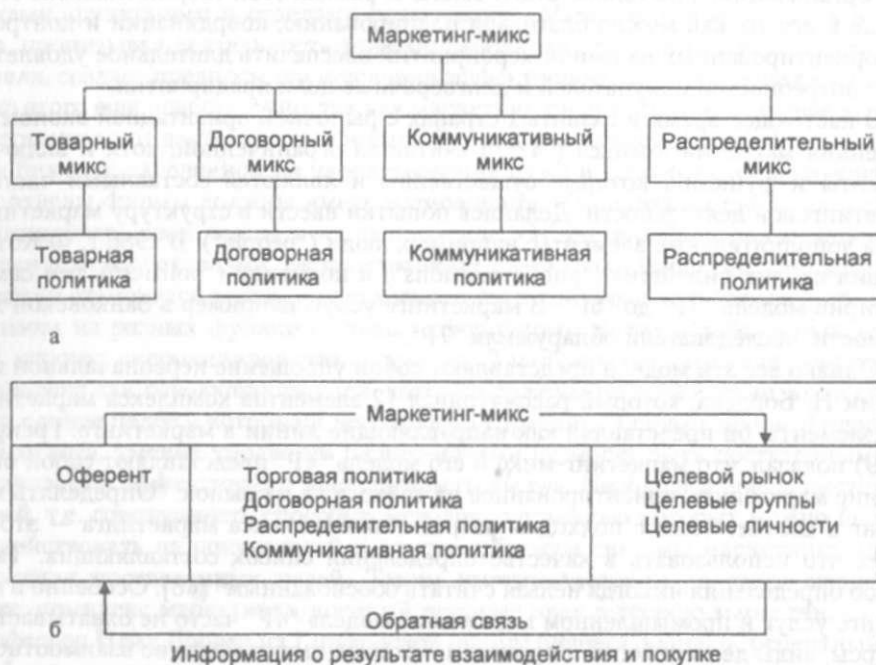 Маркетинг-микс
Товарный
микс
Договорный
микс
Коммуникативный
микс
Распределительный
микс
Товарная
политика
Договорная
политика
Коммуникативная
политика
Распределительная
политика
а
Маркетинг-микс
Оферент
Торговая политика
Договорная политика
Распределительная политика
Коммуникативная политика
Целевой рынок
Целевые группы
Целевые личности
Обратная связь
б
Информация о результате взаимодействия и покупках